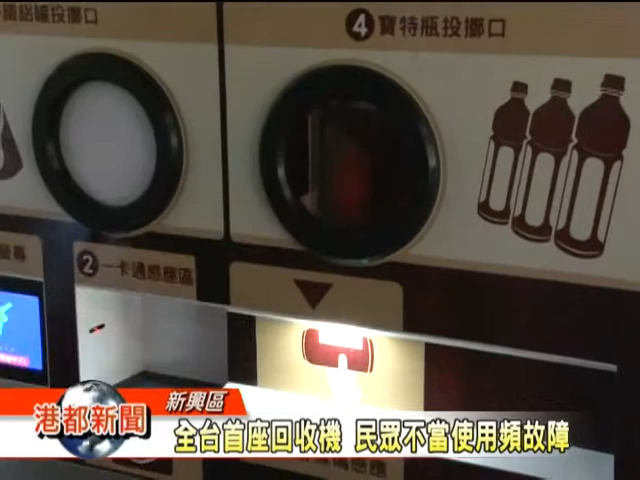 鐵鋁罐投擲口
4 寶特瓶投擲口
螢幕
2 一卡通感應區
港都新聞
新興區
全台首座回收機 民眾不當使用頻故障